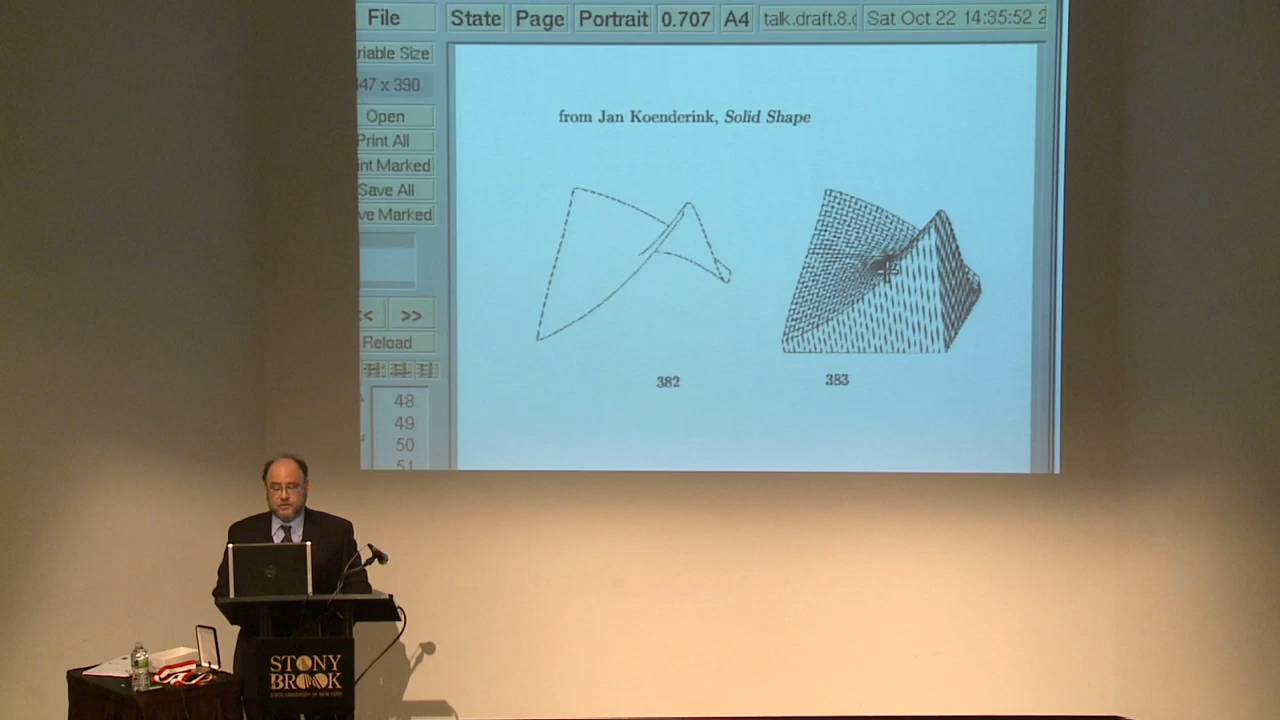 File State Page Portrait 0.707 A4 talk.draft.8. Sat Oct 22 14:35:52 2
riable Size
47 x 390
Open
Print All
int Marked
Save All
ve Marked
>>
Reload
48
49
50
51
from Jan Koenderink, Solid Shape
382 383
STONY
BROOK
STATE UNIVERSITY OF NEW YORK